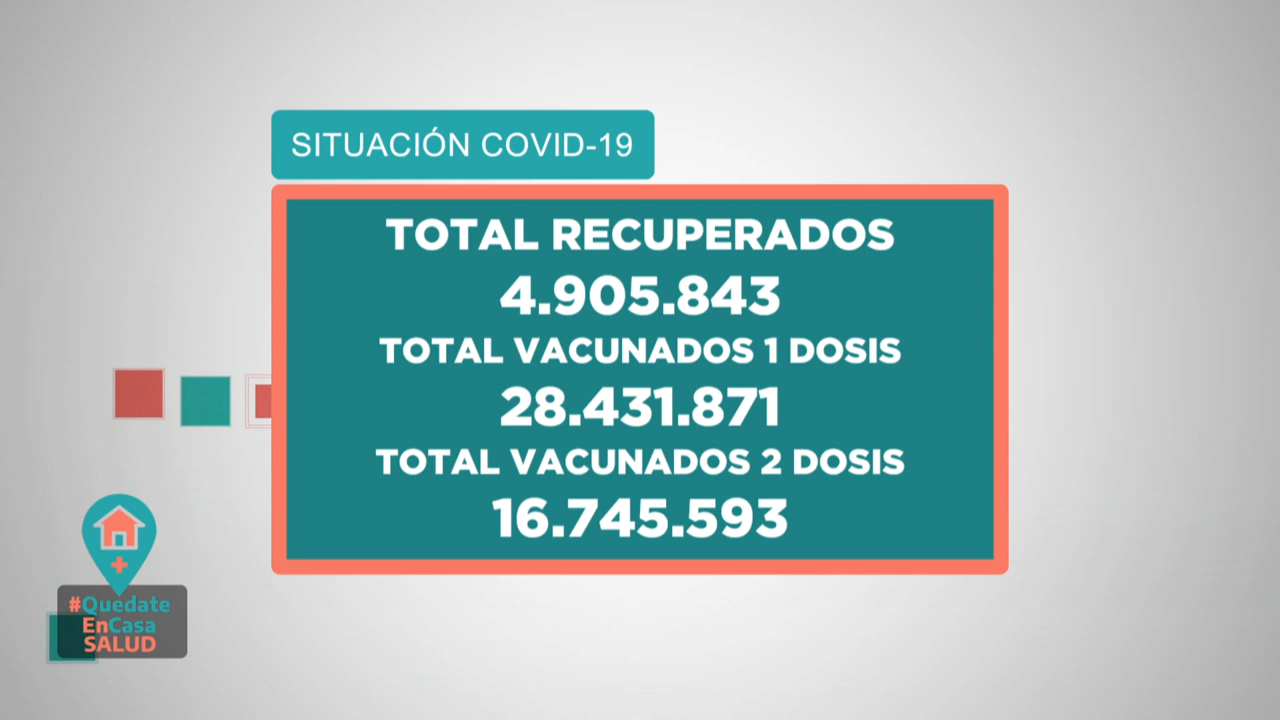 SITUACIÓN COVID-19
TOTAL RECUPERADOS
4.905.843
TOTAL VACUNADOS 1 DOSIS
28.431.871
TOTAL VACUNADOS 2 DOSIS
16.745.593
#Quedate
EnCasa
SALUD